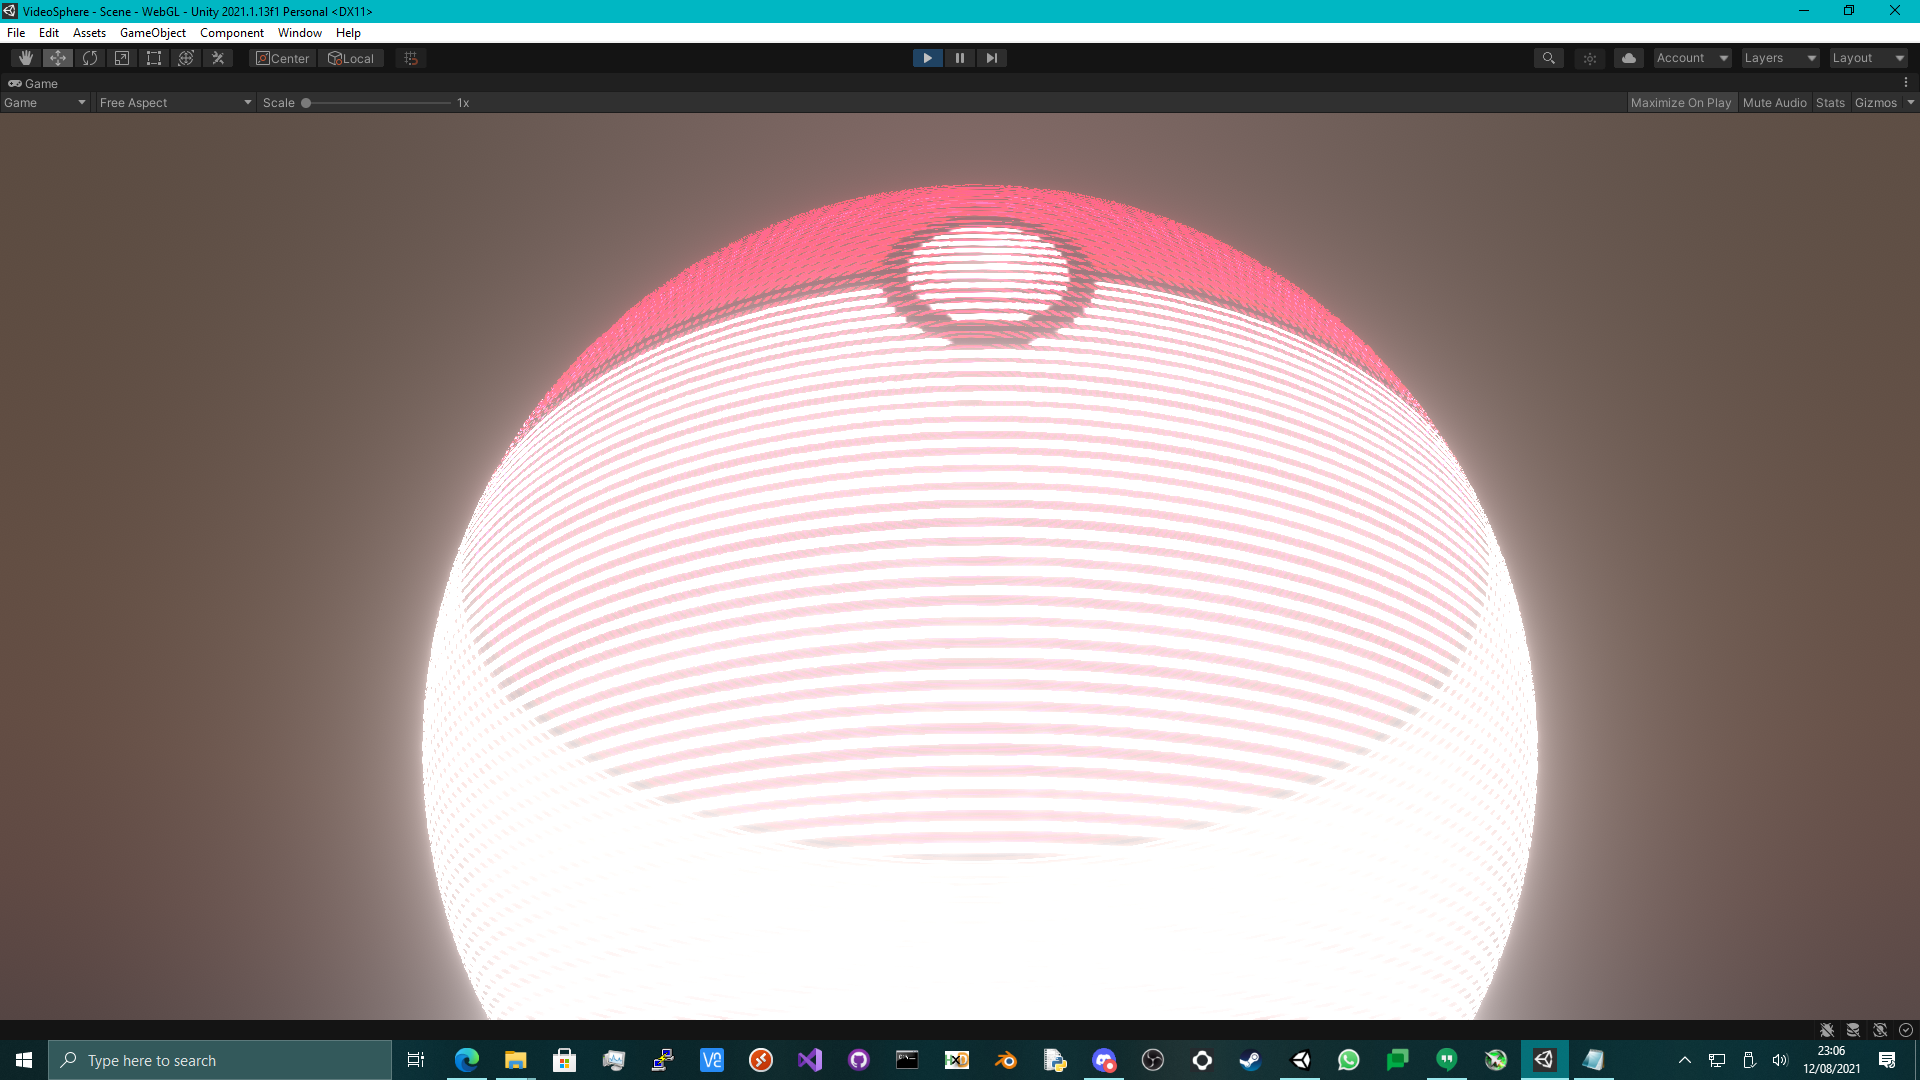 VideoSphere - Scene - WebGL - Unity 2021.1.13f1 Personal <DX11>
File Edit Assets GameObject Component Window Help
Center Local Account Layers Layout
Game
Game Free Aspect Scale 1x Maximize On Play Mute Audio Stats Gizmos
Type here to search
23:06
12/08/2021